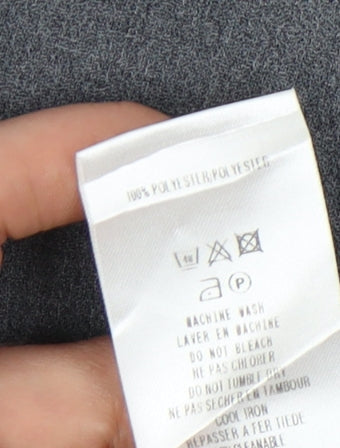 100% POLYESTER/POLYESTER
P
MACHINE WASH
LAVER EN MACHINE
DO NOT BLEACH
NE PAS CHLORER
DO NOT TUMBLE DRY
NE PAS SECHER EN TAMBOUR
COOL IRON
REPASSER A FER TIEDE
CLEANABLE